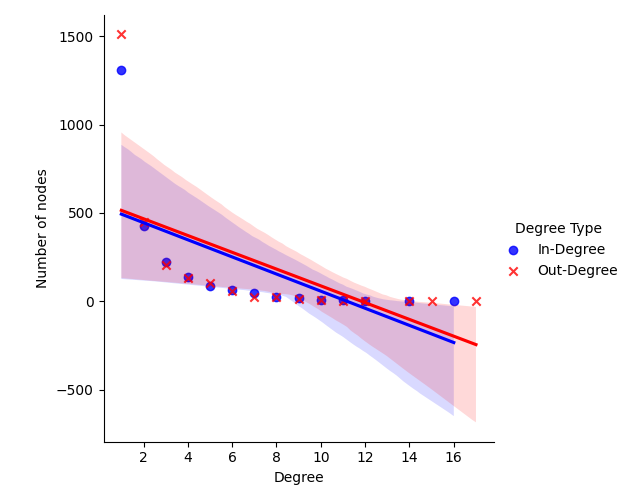 1500
1000
500
0
−500
Number of nodes
2 4 6 8 10 12 14 16
Degree
Degree Type
In-Degree
Out-Degree